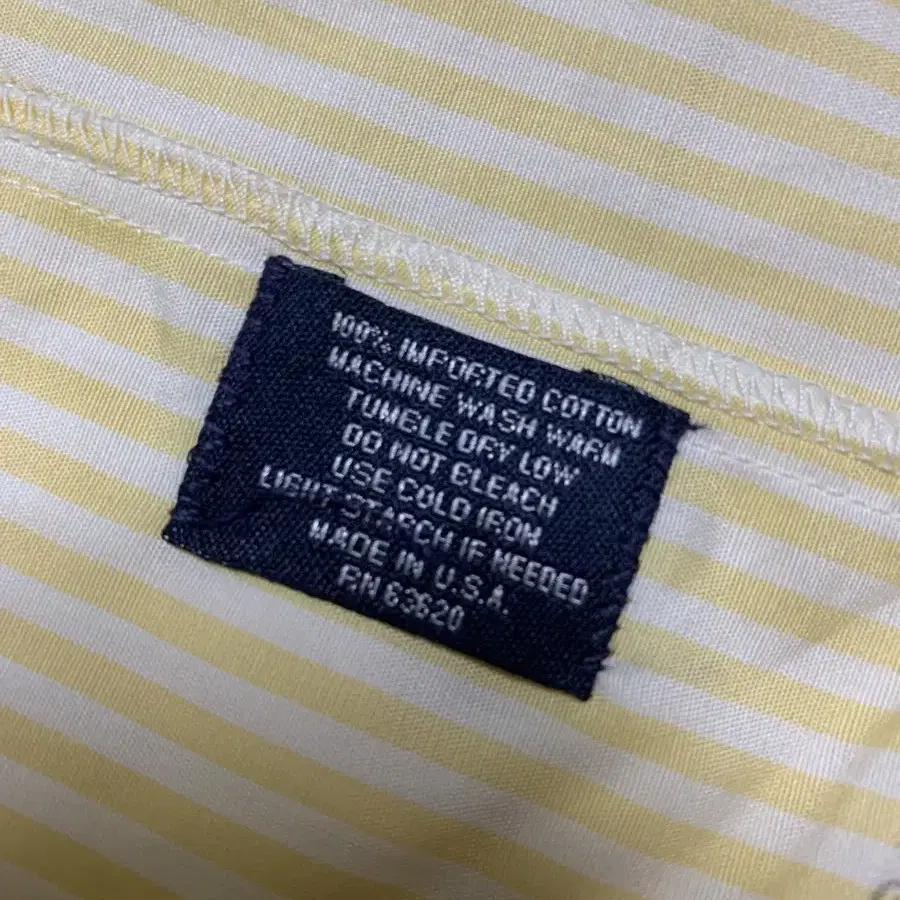 100% IMPORTED COTTON
MACHINE WASH WARM
TUMBLE DRY LOW
DO NOT BLEACH
USE COLD IRON
LIGHT STARCH IF NEEDED
MADE IN U.S.A.
RN 63620